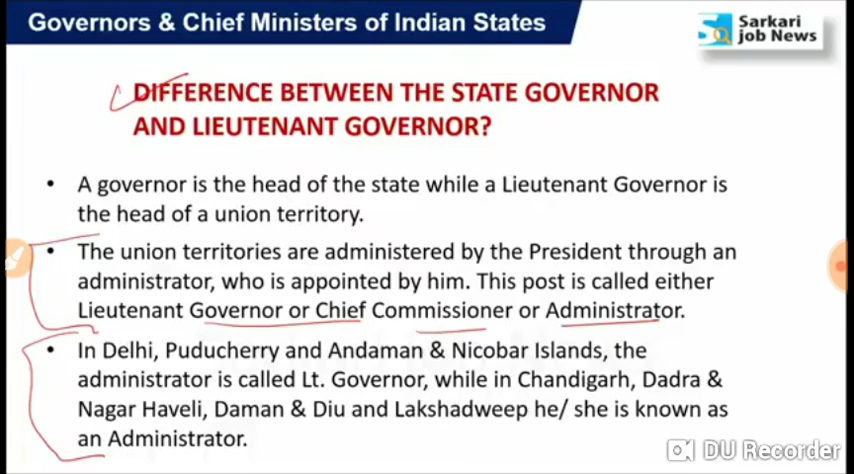 Governors & Chief Ministers of Indian States
Sarkari
job News
DIFFERENCE BETWEEN THE STATE GOVERNOR
AND LIEUTENANT GOVERNOR?
• A governor is the head of the state while a Lieutenant Governor is
the head of a union territory.
• The union territories are administered by the President through an
administrator, who is appointed by him. This post is called either
Lieutenant Governor or Chief Commissioner or Administrator.
• In Delhi, Puducherry and Andaman & Nicobar Islands, the
administrator is called Lt. Governor, while in Chandigarh, Dadra &
Nagar Haveli, Daman & Diu and Lakshadweep he/ she is known as
an Administrator.
DU Recorder